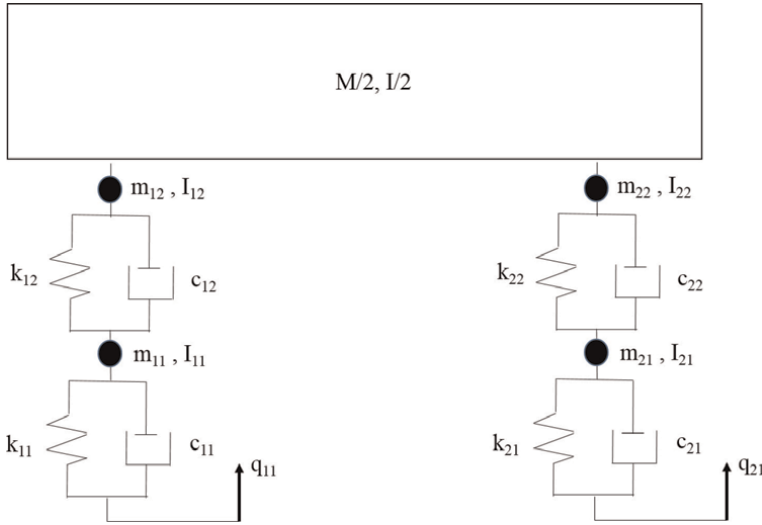 M/2, I/2
m₁₂ , I₁₂
m₂₂ , I₂₂
k₁₂
c₁₂
k₂₂
c₂₂
m₁₁ , I₁₁
m₂₁ , I₂₁
k₁₁
c₁₁
q₁₁
k₂₁
c₂₁
q₂₁